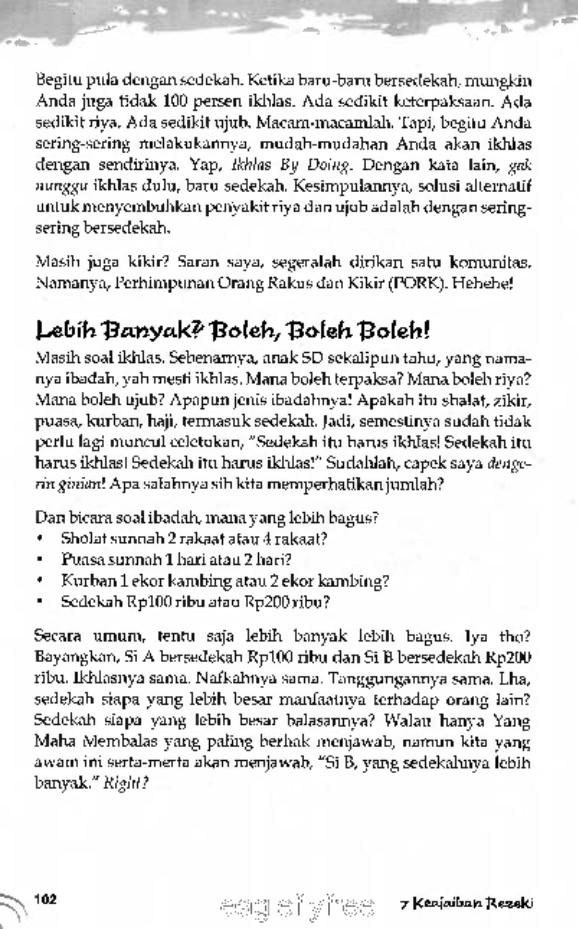 Begitu pula dengan sedekah. Ketika baru-baru bersedekah, mungkin
Anda juga tidak 100 persen ikhlas. Ada sedikit keterpaksaan. Ada
sedikit riya. Ada sedikit ujub. Macam-macamlah. Tapi, begitu Anda
sering-sering melakukannya, mudah-mudahan Anda akan ikhlas
dengan sendirinya. Yap, Ikhlas By Doing. Dengan kata lain, gak
nunggu ikhlas dulu, baru sedekah. Kesimpulannya, solusi alternatif
untuk menyembuhkan penyakit riya dan ujub adalah dengan sering-
sering bersedekah.
Masih juga kikir? Saran saya, segeralah dirikan satu komunitas.
Namanya, Perhimpunan Orang Rakus dan Kikir (PORK). Hehehe!
Lebih Banyak? Boleh, Boleh Boleh!
Masih soal ikhlas. Sebenarnya, anak SD sekalipun tahu, yang nama-
nya ibadah, yah mesti ikhlas. Mana boleh terpaksa? Mana boleh riya?
Mana boleh ujub? Apapun jenis ibadahnya! Apakah itu shalat, zikir,
puasa, kurban, haji, termasuk sedekah. Jadi, semestinya sudah tidak
perlu lagi muncul celetukan, "Sedekah itu harus ikhlas! Sedekah itu
harus ikhlas! Sedekah itu harus ikhlas!" Sudahlah, capek saya denge-
rin ginian! Apa salahnya sih kita memperhatikan jumlah?
Dan bicara soal ibadah, mana yang lebih bagus?
• Sholat sunnah 2 rakaat atau 4 rakaat?
• Puasa sunnah 1 hari atau 2 hari?
• Kurban 1 ekor kambing atau 2 ekor kambing?
• Sedekah Rp100 ribu atau Rp200 ribu?
Secara umum, tentu saja lebih banyak lebih bagus. Iya tho?
Bayangkan, Si A bersedekah Rp100 ribu dan Si B bersedekah Rp200
ribu. Ikhlasnya sama. Nafkahnya sama. Tanggungannya sama. Lha,
sedekah siapa yang lebih besar manfaatnya terhadap orang lain?
Sedekah siapa yang lebih besar balasannya? Walau hanya Yang
Maha Membalas yang paling berhak menjawab, namun kita yang
awam ini serta-merta akan menjawab, "Si B, yang sedekahnya lebih
banyak." Right?
102
7 Keajaiban Rezeki